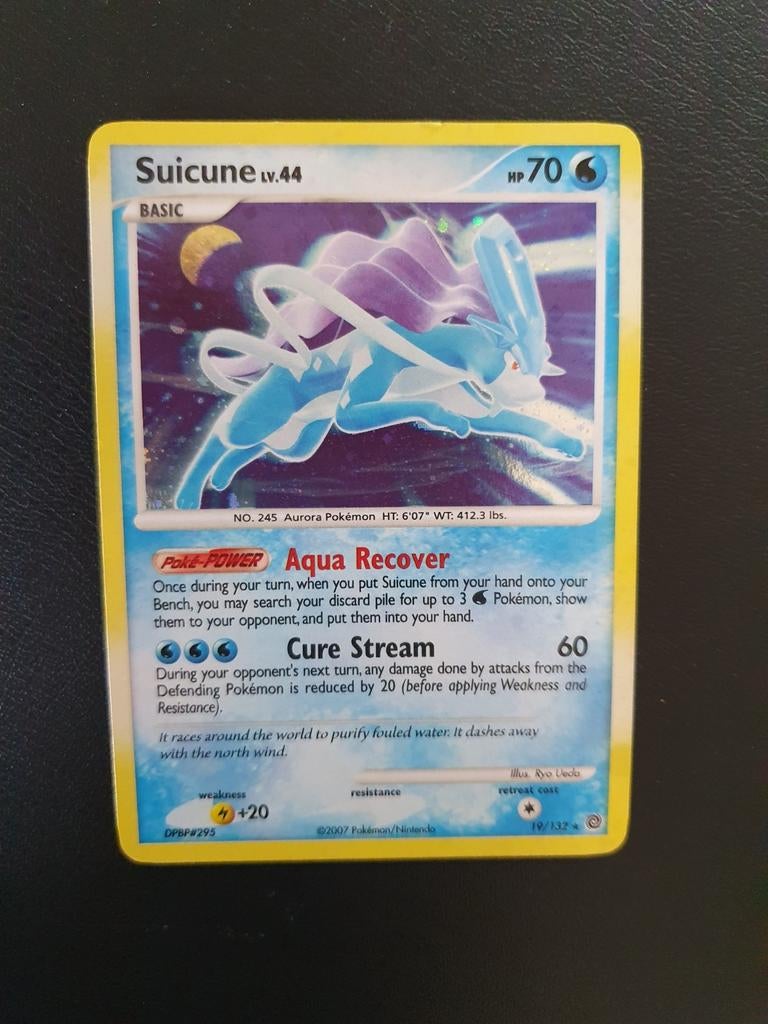 Suicune LV.44 HP 70
BASIC
NO. 245 Aurora Pokémon HT: 6'07" WT: 412.3 lbs.
Poké-POWER Aqua Recover
Once during your turn, when you put Suicune from your hand onto your
Bench, you may search your discard pile for up to 3 Pokémon, show
them to your opponent, and put them into your hand.
Cure Stream 60
During your opponent's next turn, any damage done by attacks from the
Defending Pokémon is reduced by 20 (before applying Weakness and
Resistance).
It races around the world to purify fouled water. It dashes away
with the north wind.
Illus. Ryo Ueda
weakness resistance retreat cost
+20
DPBP#295 ©2007 Pokémon/Nintendo 19/132 ★